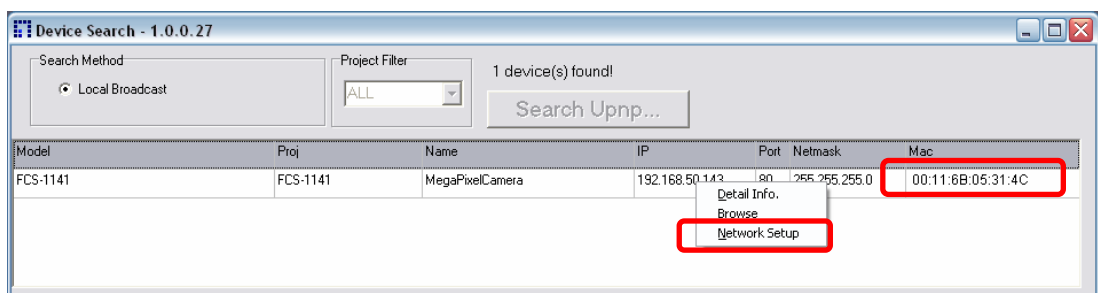 Device Search - 1.0.0.27
Search Method
Local Broadcast
Project Filter
ALL
1 device(s) found!
Search Upnp...
Model Proj Name IP Port Netmask Mac
FCS-1141 FCS-1141 MegaPixelCamera 192.168.50.143 80 255.255.255.0 00:11:6B:05:31:4C
Detail Info.
Browse
Network Setup